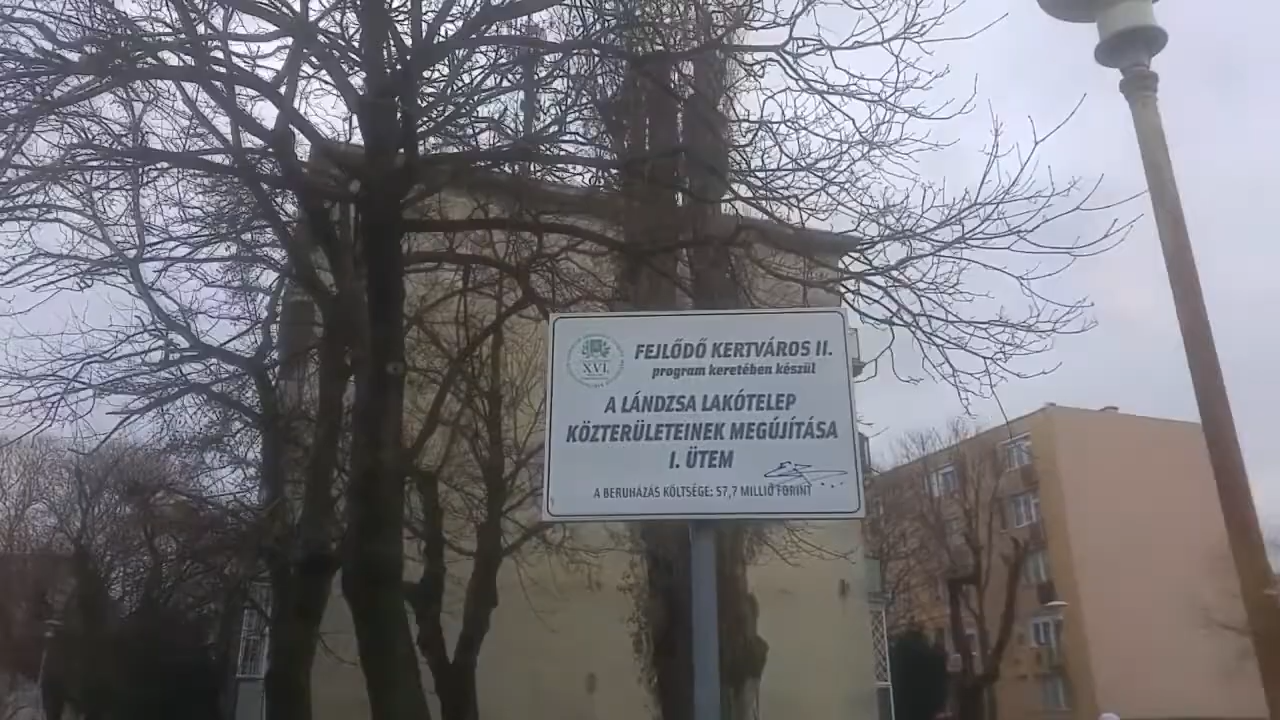 XVI.
FEJLŐDŐ KERTVÁROS II.
program keretében készül
A LÁNDZSA LAKÓTELEP
KÖZTERÜLETEINEK MEGÚJÍTÁSA
I. ÜTEM
A BERUHÁZÁS KÖLTSÉGE: 57,7 MILLIÓ FORINT